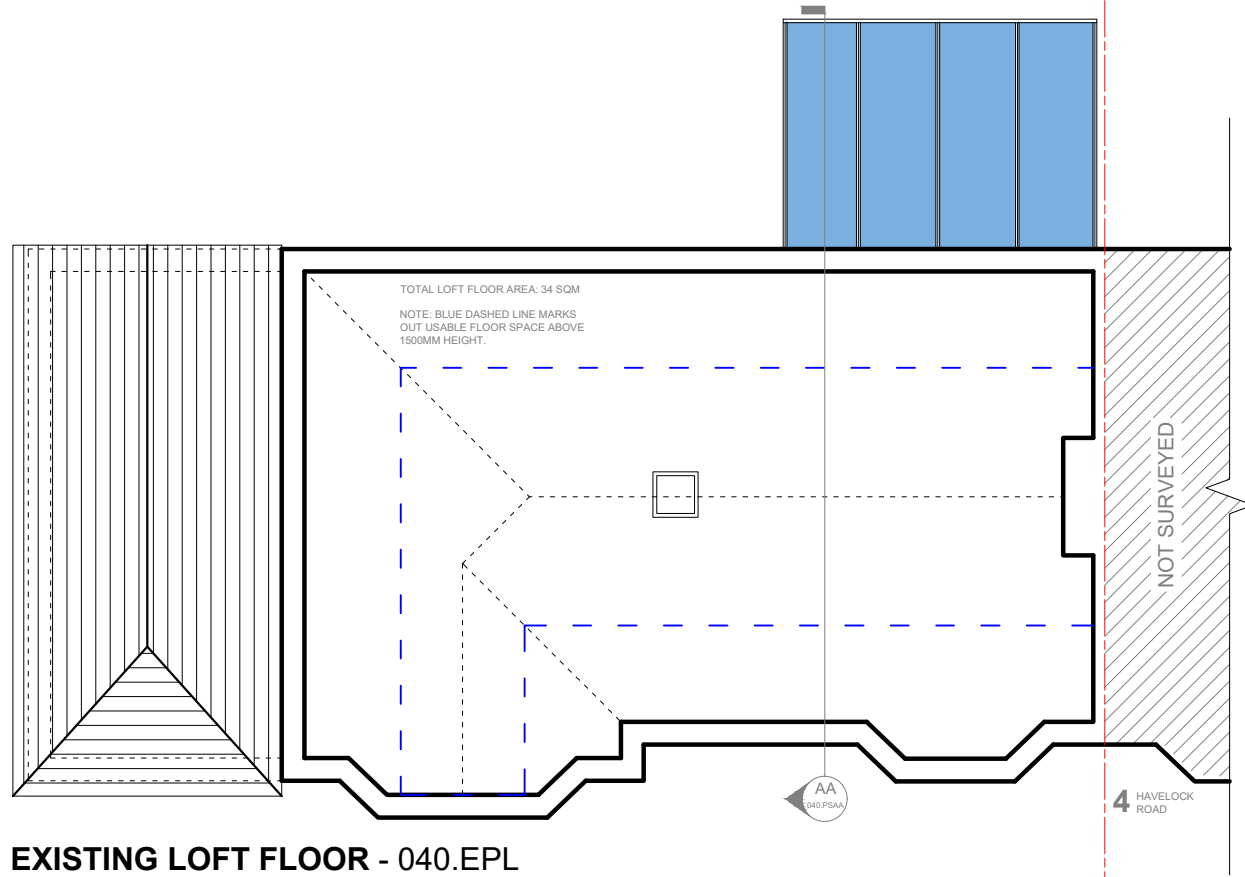 TOTAL LOFT FLOOR AREA: 34 SQM
NOTE: BLUE DASHED LINE MARKS
OUT USABLE FLOOR SPACE ABOVE
1500MM HEIGHT.
NOT SURVEYED
AA
C040.PSAA
4 HAVELOCK
ROAD
EXISTING LOFT FLOOR - 040.EPL